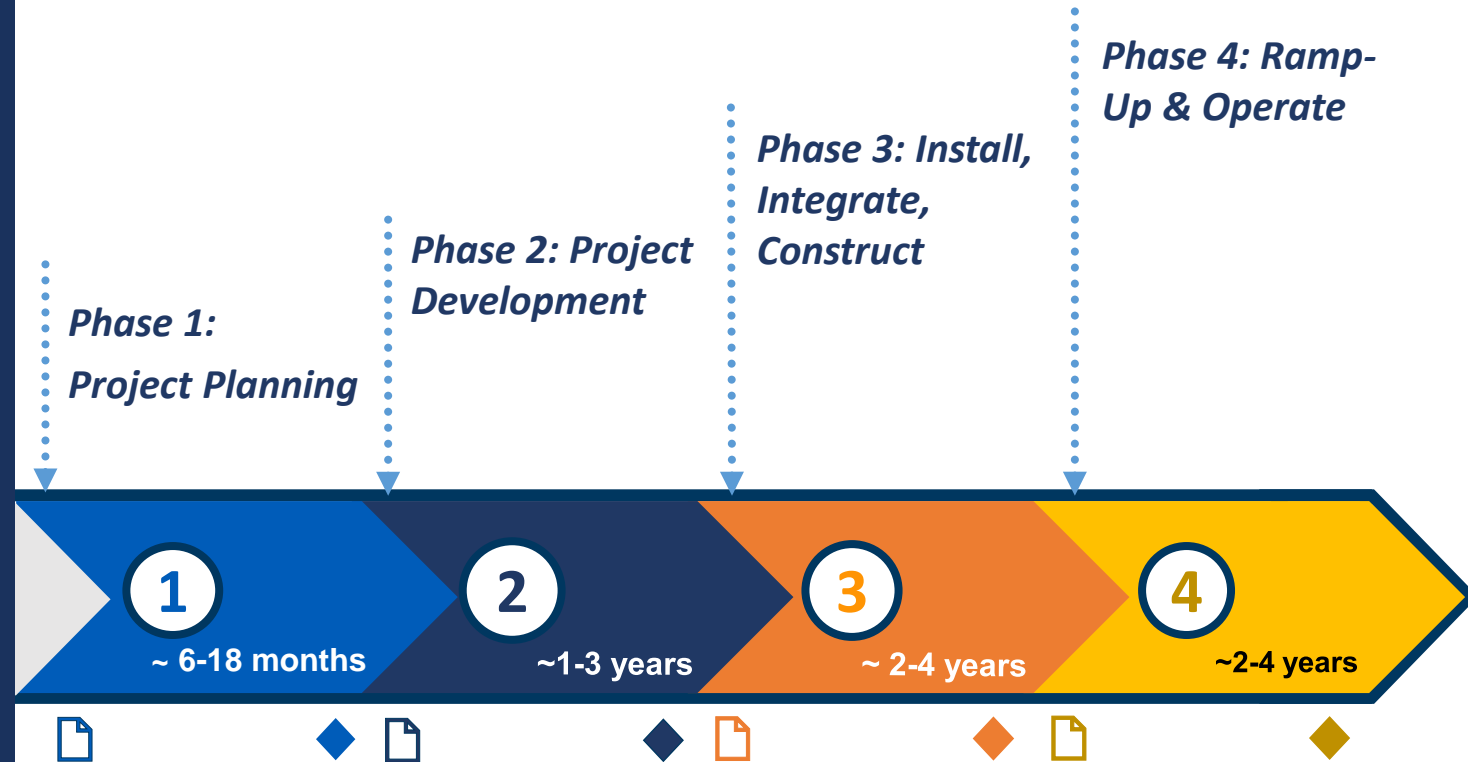 Phase 1:
Project Planning
Phase 2: Project
Development
Phase 3: Install,
Integrate,
Construct
Phase 4: Ramp-
Up & Operate
1
~ 6-18 months
2
~1-3 years
3
~ 2-4 years
4
~2-4 years